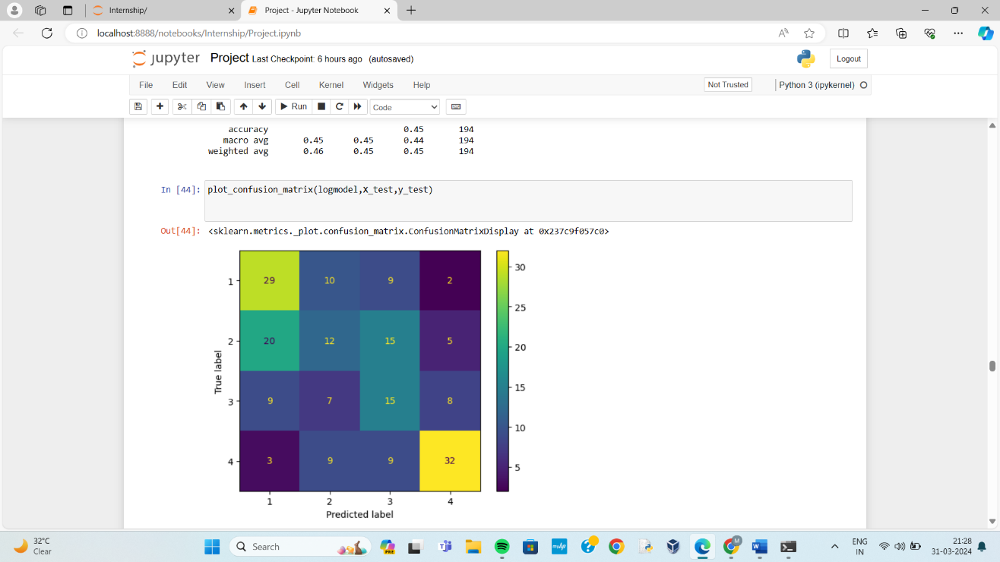 Internship/
Project - Jupyter Notebook
localhost:8888/notebooks/Internship/Project.ipynb
jupyter Project Last Checkpoint: 6 hours ago (autosaved)
Logout
File Edit View Insert Cell Kernel Widgets Help
Not Trusted
Python 3 (ipykernel)
Run
Code
accuracy 0.45 194
macro avg 0.45 0.45 0.44 194
weighted avg 0.46 0.45 0.45 194
In [44]: plot_confusion_matrix(logmodel,X_test,y_test)
Out[44]: <sklearn.metrics._plot.confusion_matrix.ConfusionMatrixDisplay at 0x237c9f057c0>
True label
1 29 10 9 2
2 20 12 15 5
3 9 7 15 8
4 3 9 9 32
1 2 3 4
Predicted label
30
25
20
15
10
5
32°C
Clear
Search
PRE
myhp
M
ENG
IN
21:28
31-03-2024